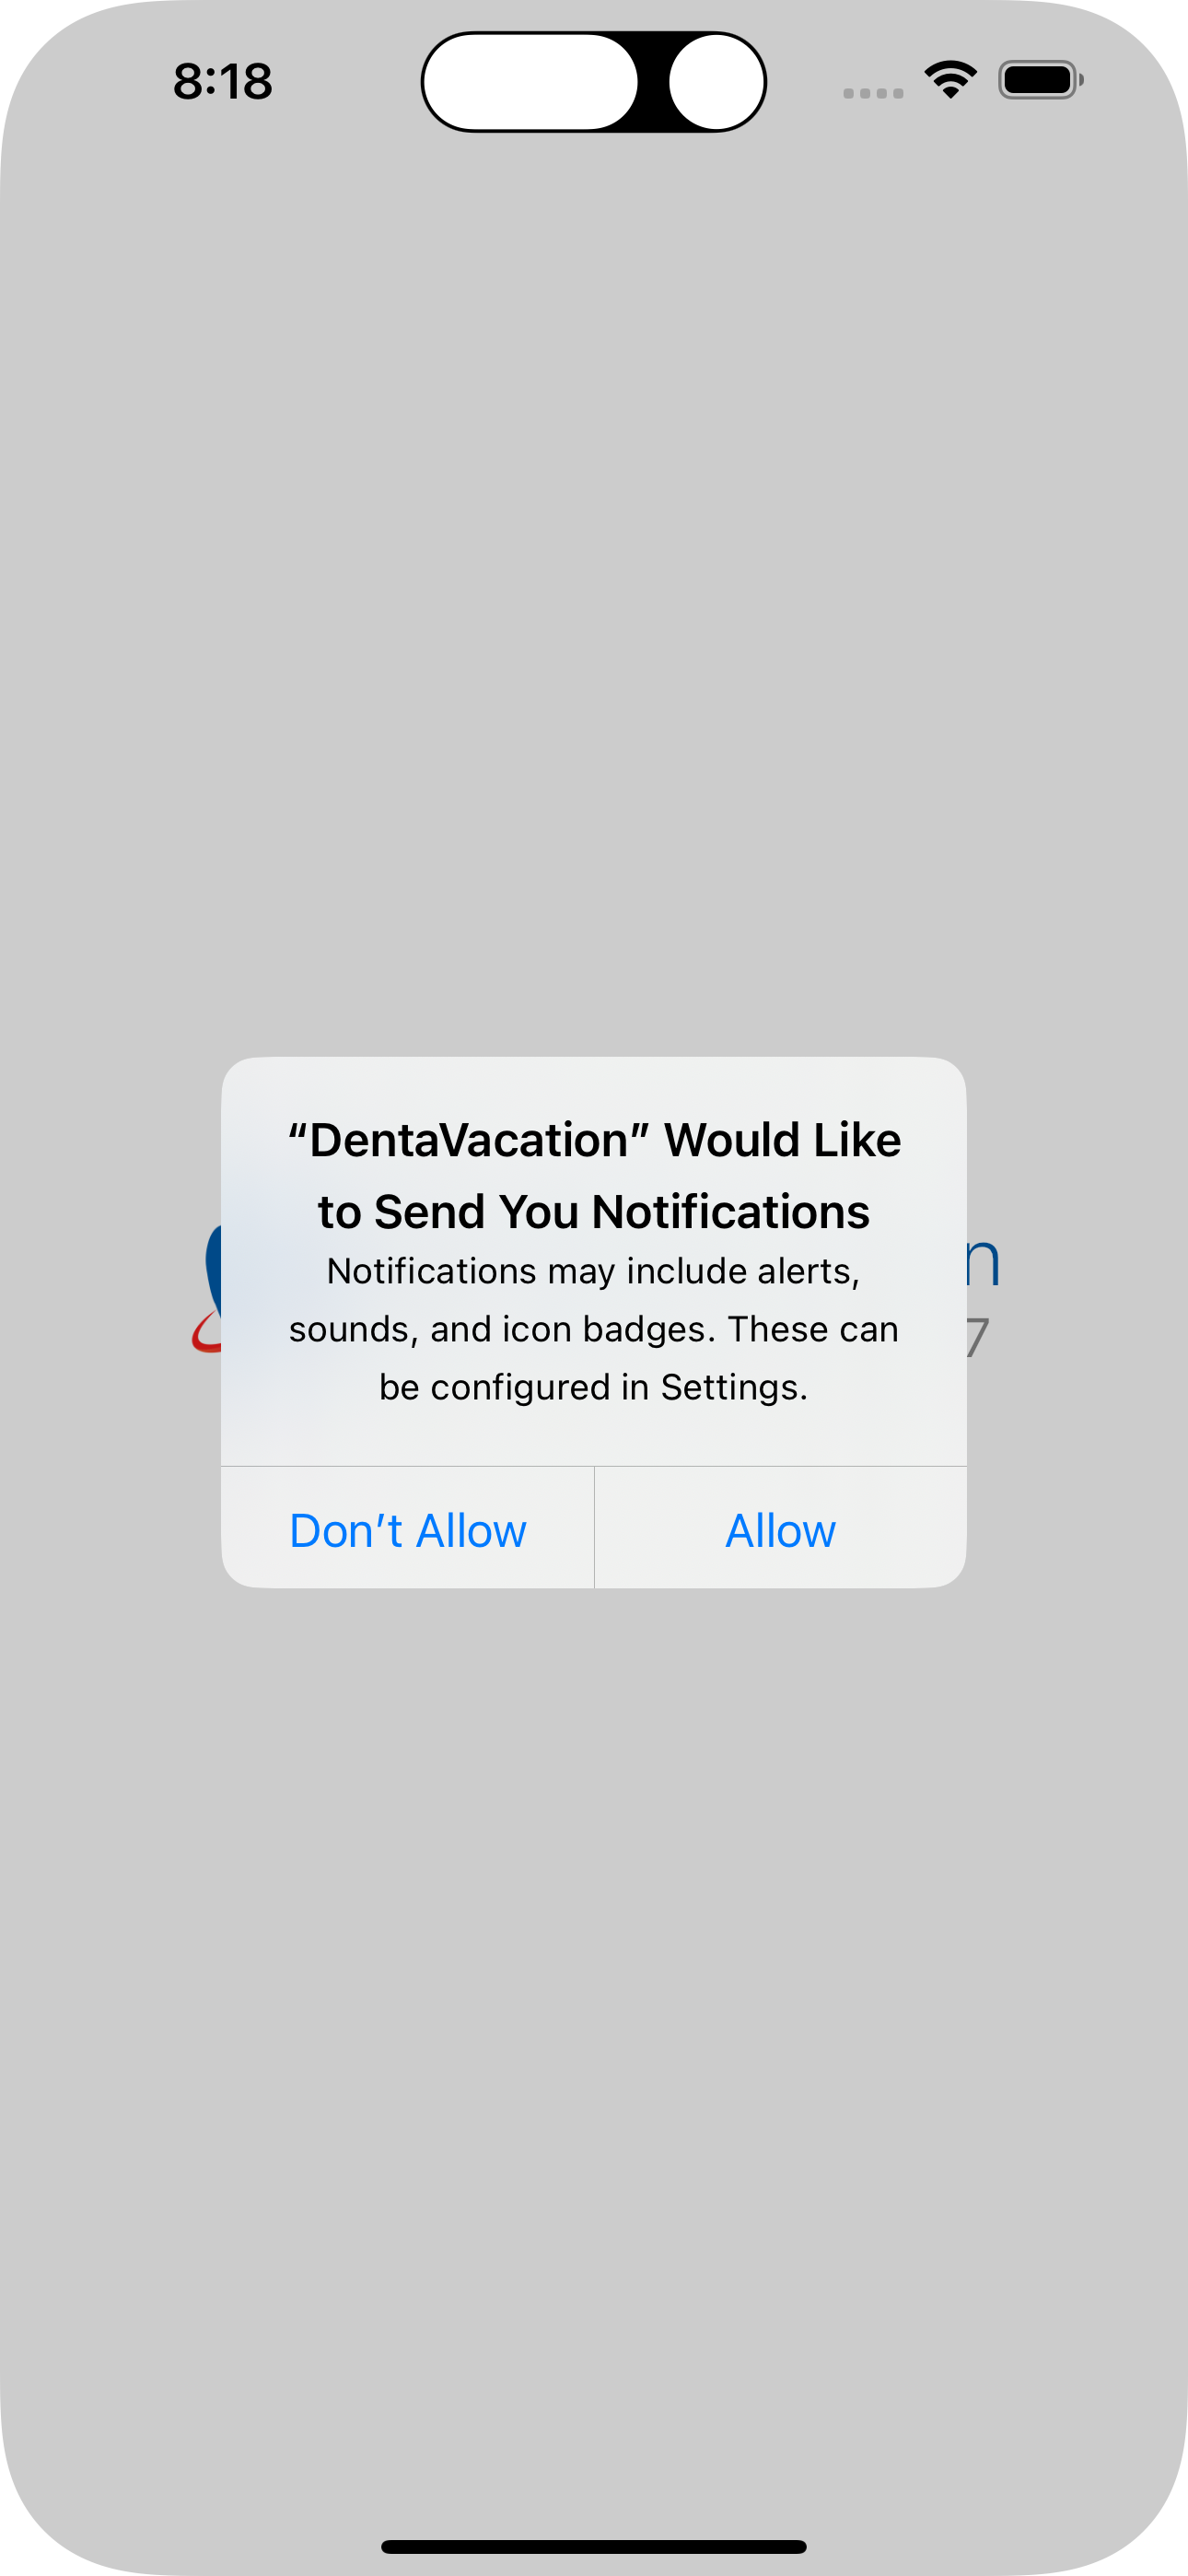 8:18
“DentaVacation” Would Like
to Send You Notifications
Notifications may include alerts,
sounds, and icon badges. These can
be configured in Settings.
n
7
Don’t Allow
Allow